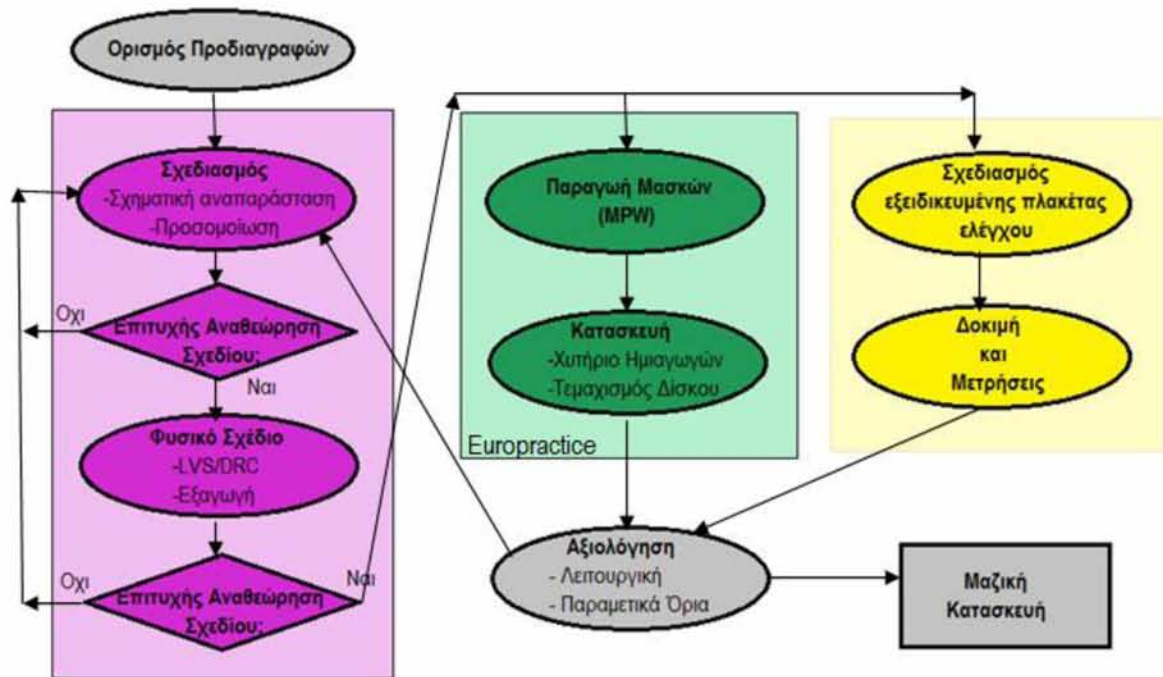 Ορισμός Προδιαγραφών
Σχεδιασμός
-Σχηματική αναπαράσταση
-Προσομοίωση
Οχι
Επιτυχής Αναθεώρηση
Σχεδίου;
Ναι
Φυσικό Σχέδιο
-LVS/DRC
-Εξαγωγή
Οχι
Επιτυχής Αναθεώρηση
Σχεδίου;
Ναι
Παραγωή Μασκών
(MPW)
Κατασκευή
-Χυτήριο Ημιαγωγών
-Τεμαχισμός Δίσκου
Europractice
Σχεδιασμός
εξειδικευμένης πλακέτας
ελέγχου
Δοκιμή
και
Μετρήσεις
Αξιολόγηση
- Λειτουργική
- Παραμετικά Όρια
Μαζική
Κατασκευή